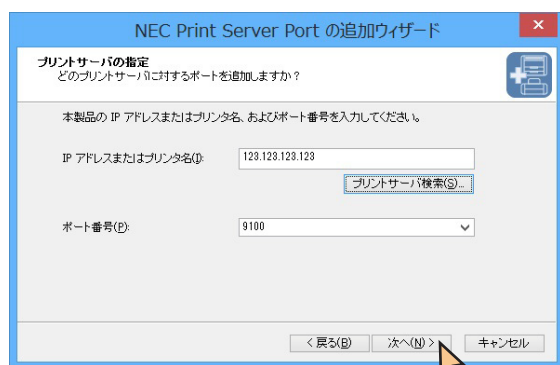 NEC Print Server Port の追加ウィザード
プリントサーバの指定
どのプリントサーバに対するポートを追加しますか？
本製品の IP アドレスまたはプリンタ名、およびポート番号を入力してください。
IP アドレスまたはプリンタ名(I):
123.123.123.123
プリントサーバ検索(S)...
ポート番号(P):
9100
< 戻る(B)
次へ(N) >
キャンセル